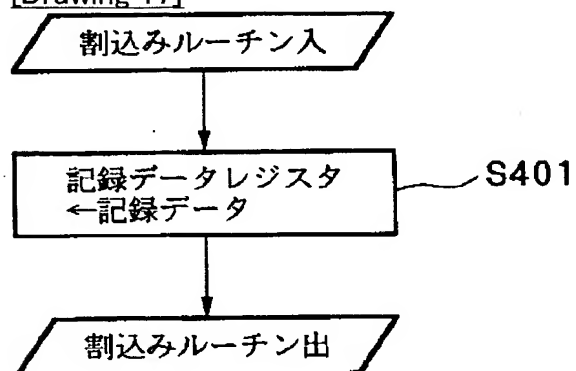 [Drawing 17]
割込みルーチン入
記録データレジスタ
←記録データ
S401
割込みルーチン出